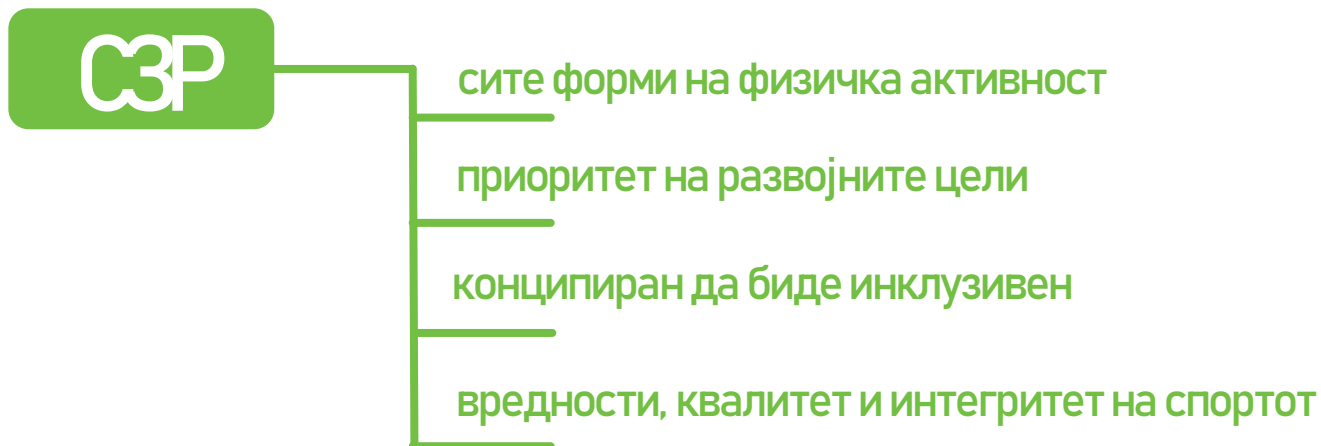 СЗР
сите форми на физичка активност
приоритет на развојните цели
конципиран да биде инклузивен
вредности, квалитет и интегритет на спортот